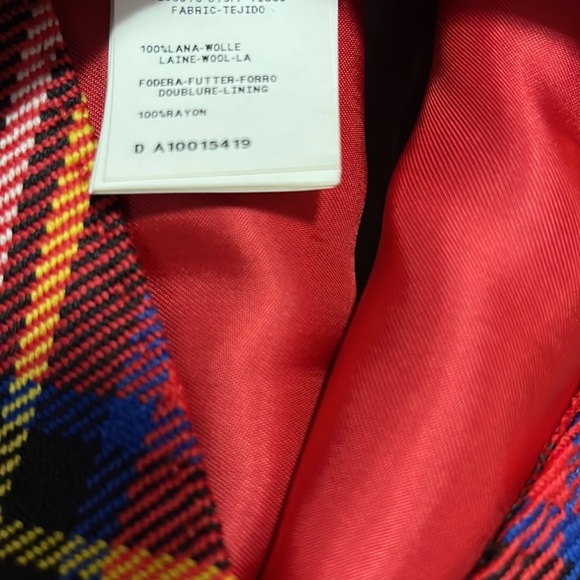 FABRIC-TEJIDO
100%LANA-WOLLE
LAINE-WOOL-LA
FODERA-FUTTER-FORRO
DOUBLURE-LINING
100%RAYON
D A10015419